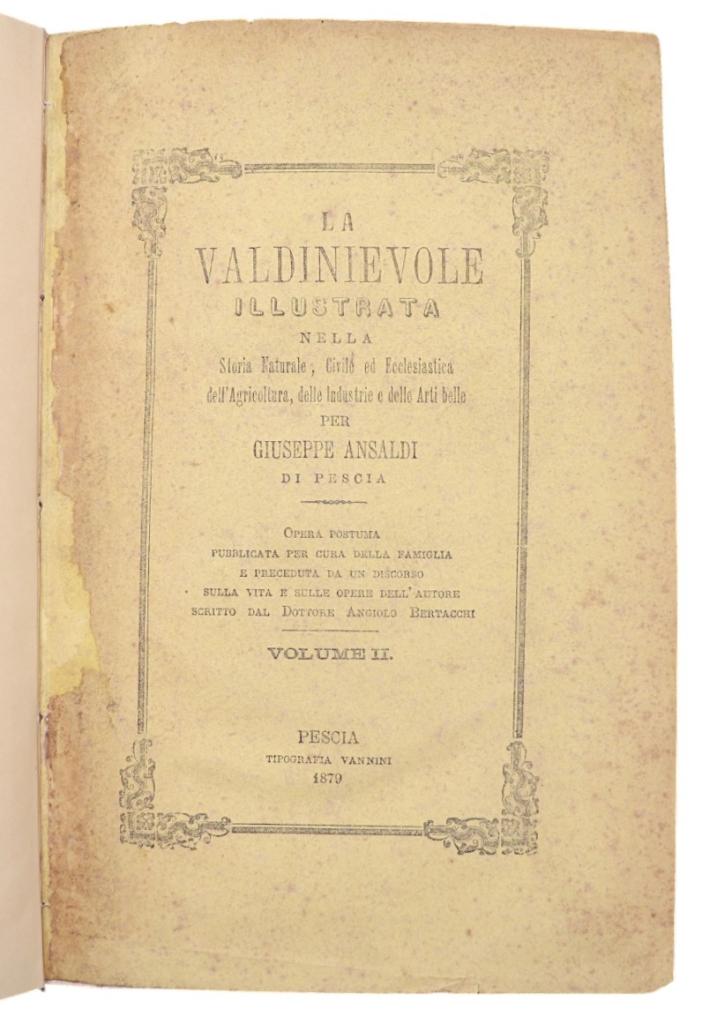 LA
VALDINIEVOLE
ILLUSTRATA
NELLA
Storia Naturale, Civile ed Ecclesiastica
dell'Agricoltura, delle Industrie e delle Arti belle
PER
GIUSEPPE ANSALDI
DI PESCIA
OPERA POSTUMA
PUBBLICATA PER CURA DELLA FAMIGLIA
E PRECEDUTA DA UN DISCORSO
SULLA VITA E SULLE OPERE DELL'AUTORE
SCRITTO DAL DOTTORE ANGIOLO BERTACCHI
VOLUME II.
PESCIA
TIPOGRAFIA VANNINI
1879